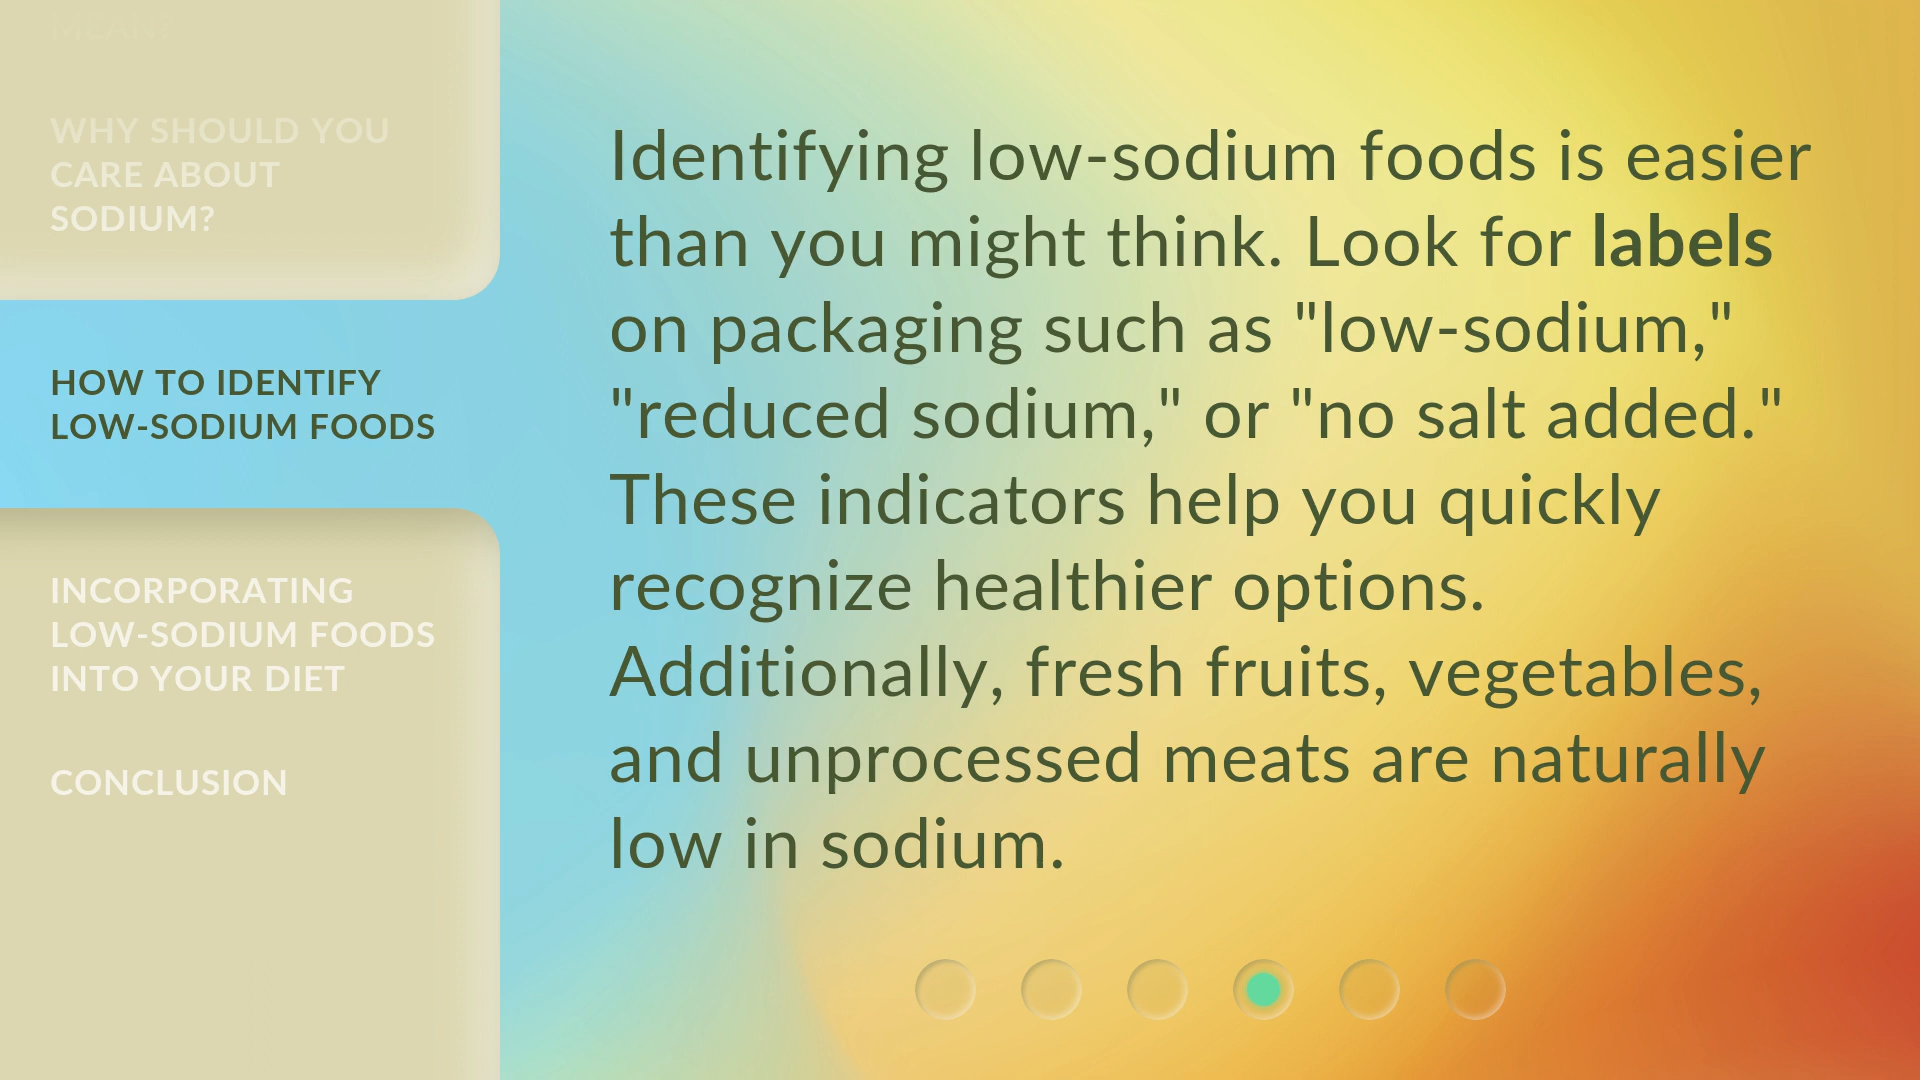 MEAN?
WHY SHOULD YOU
CARE ABOUT
SODIUM?
HOW TO IDENTIFY
LOW-SODIUM FOODS
INCORPORATING
LOW-SODIUM FOODS
INTO YOUR DIET
CONCLUSION
Identifying low-sodium foods is easier
than you might think. Look for labels
on packaging such as "low-sodium,"
"reduced sodium," or "no salt added."
These indicators help you quickly
recognize healthier options.
Additionally, fresh fruits, vegetables,
and unprocessed meats are naturally
low in sodium.